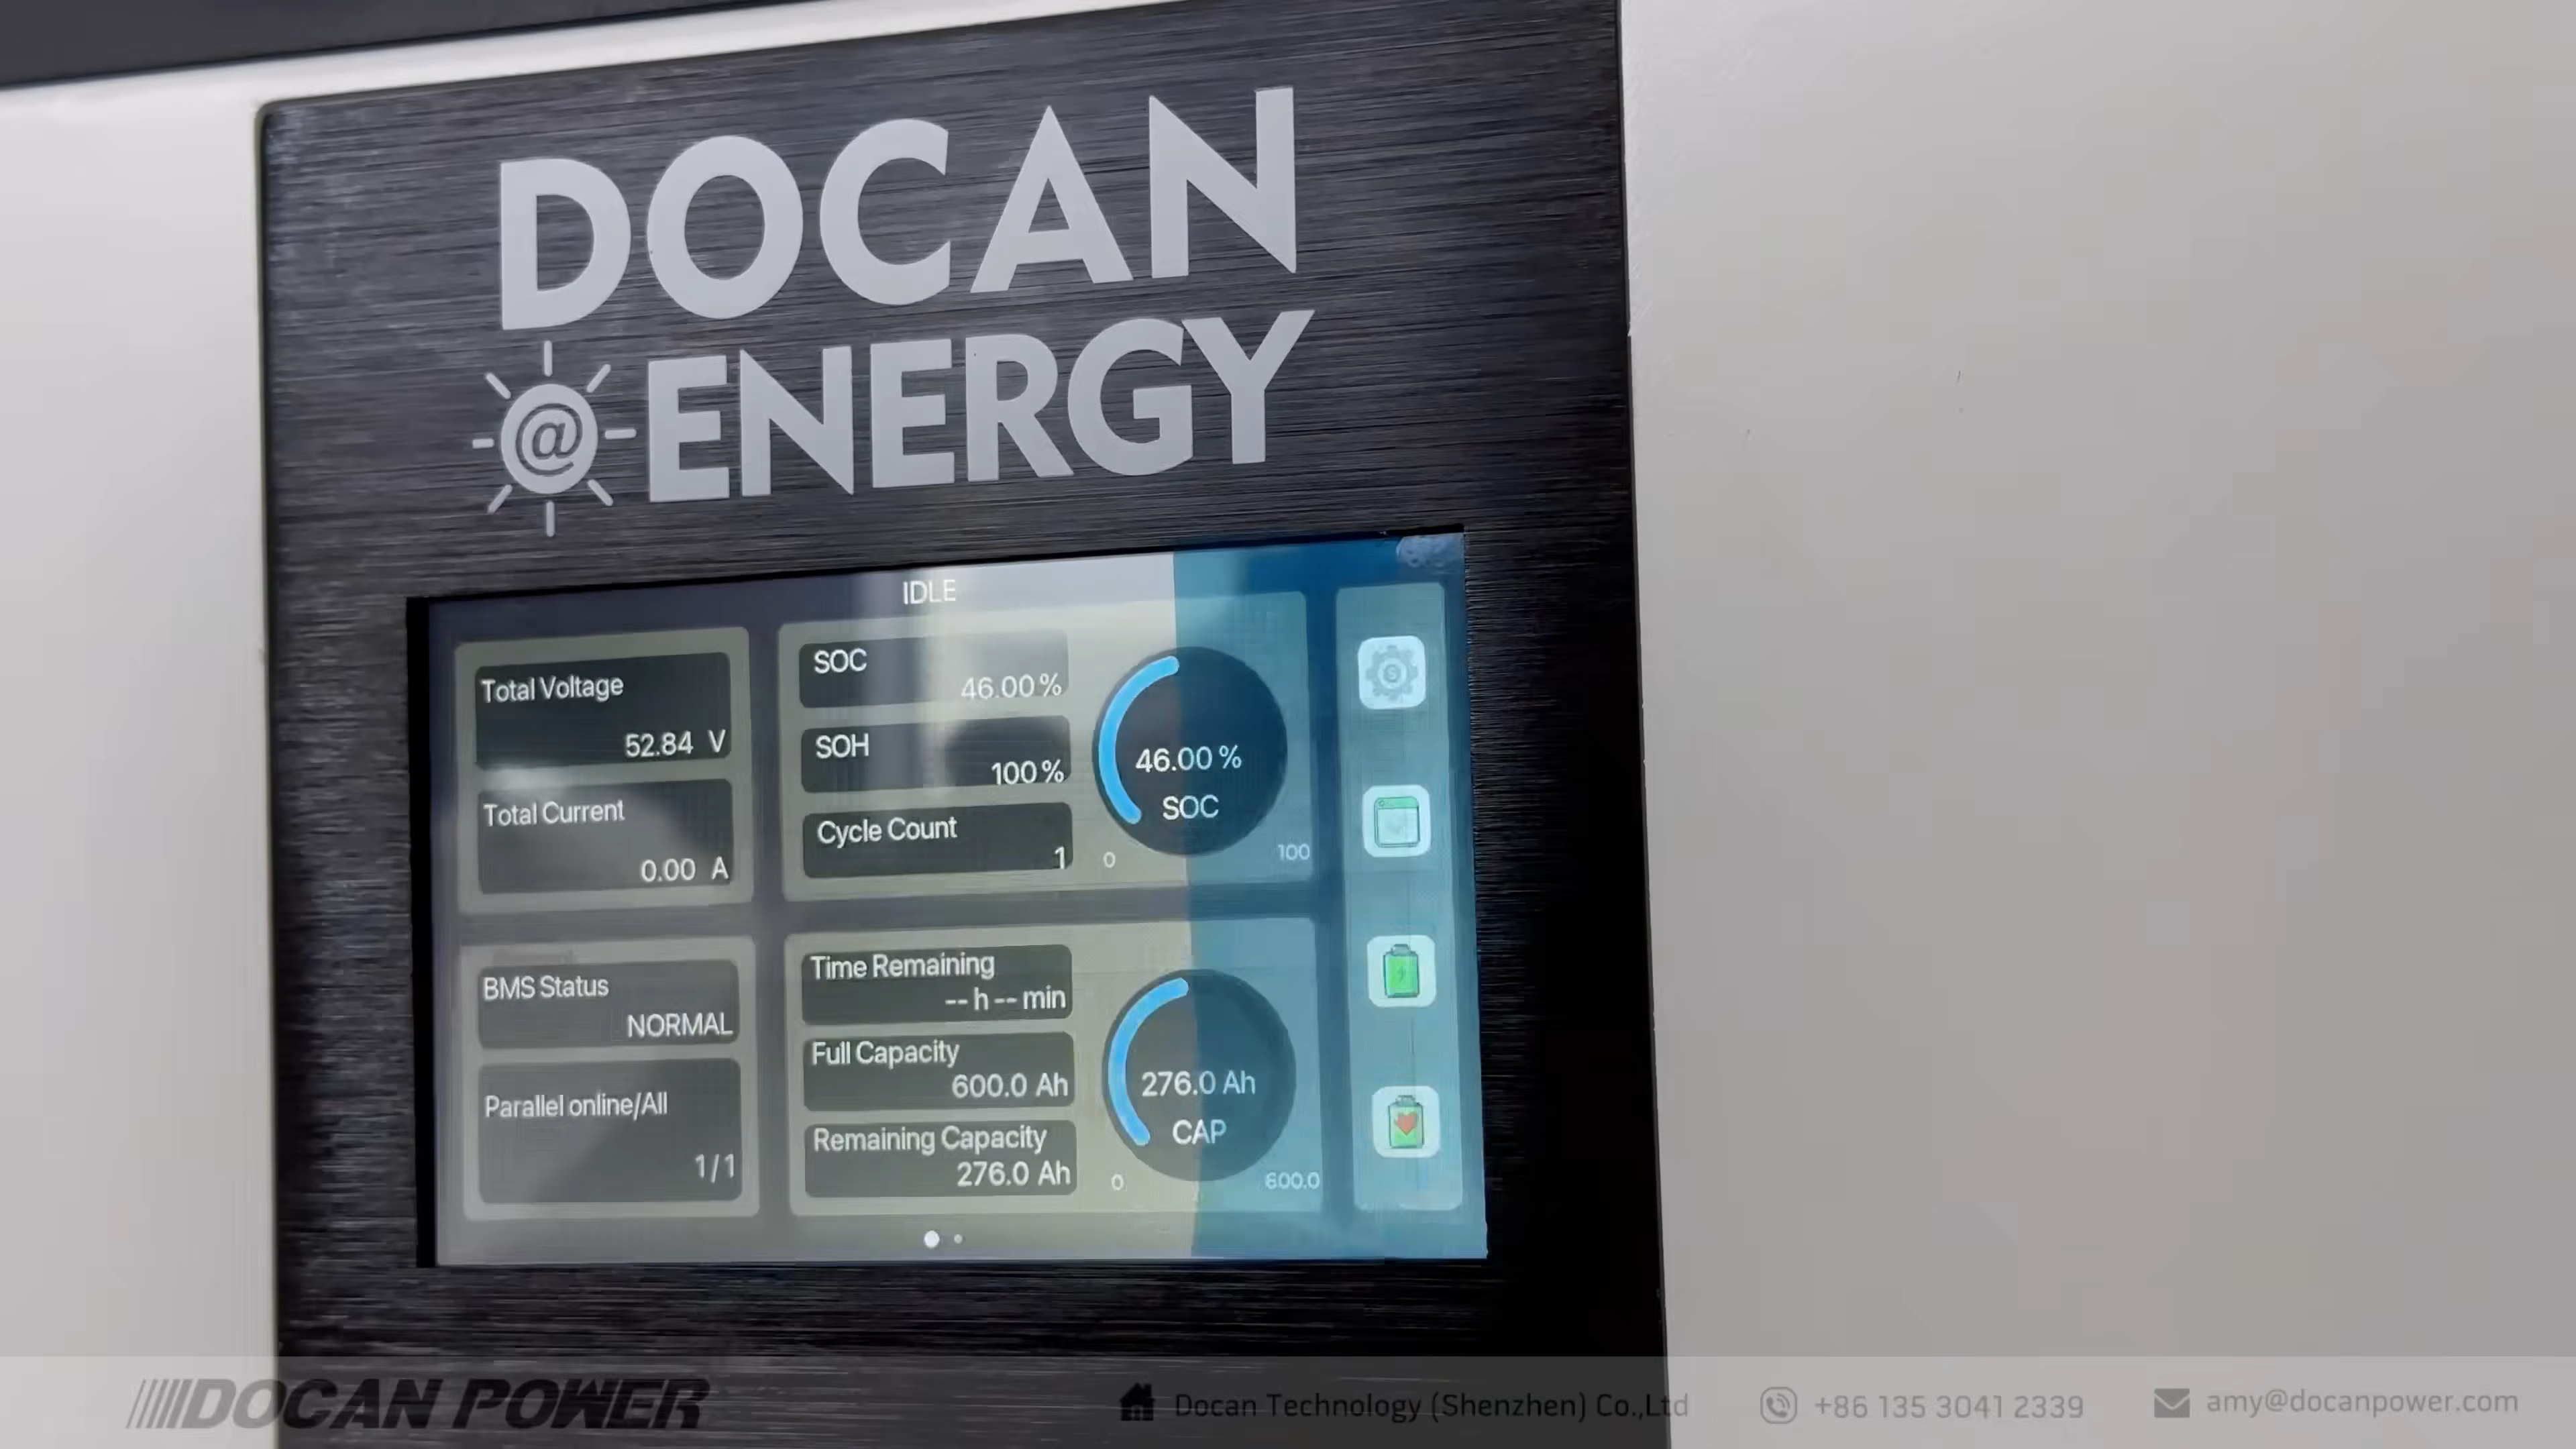 DOCAN
@ ENERGY
IDLE
Total Voltage
52.84 V
Total Current
0.00 A
SOC
46.00%
SOH
100%
Cycle Count
1
46.00 %
SOC
0
100
BMS Status
NORMAL
Parallel online/All
1/1
Time Remaining
-- h -- min
Full Capacity
600.0 Ah
Remaining Capacity
276.0 Ah
276.0 Ah
CAP
0
600.0
DOCAN POWER
Docan Technology (Shenzhen) Co.,Ltd
+86 135 3041 2339
amy@docanpower.com